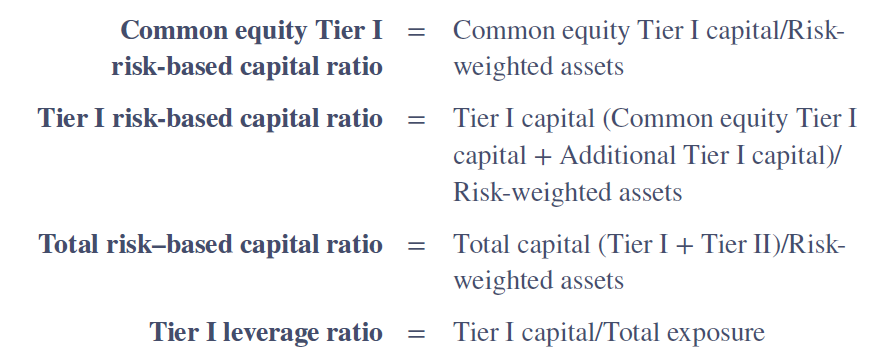 Common equity Tier I = Common equity Tier I capital/Risk-
risk-based capital ratio weighted assets
Tier I risk-based capital ratio = Tier I capital (Common equity Tier I
capital + Additional Tier I capital)/
Risk-weighted assets
Total risk–based capital ratio = Total capital (Tier I + Tier II)/Risk-
weighted assets
Tier I leverage ratio = Tier I capital/Total exposure